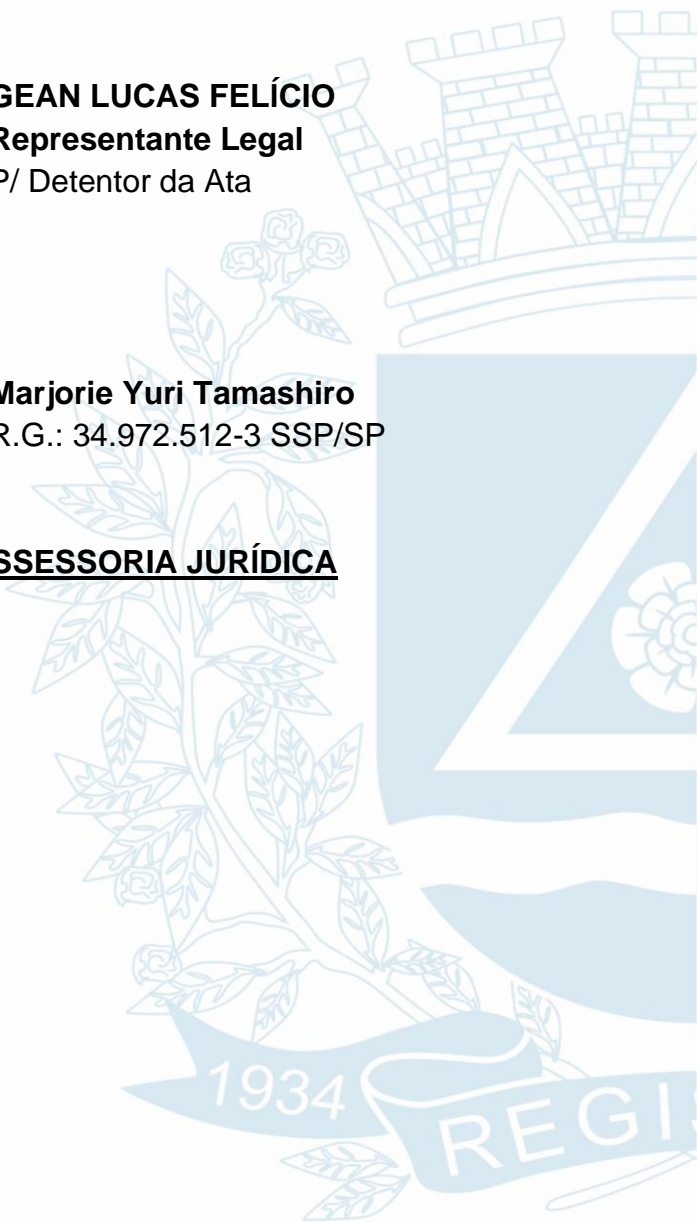 GEAN LUCAS FELÍCIO
Representante Legal
P/ Detentor da Ata
Marjorie Yuri Tamashiro
R.G.: 34.972.512-3 SSP/SP
SSESSORIA JURÍDICA
1934
REGIS